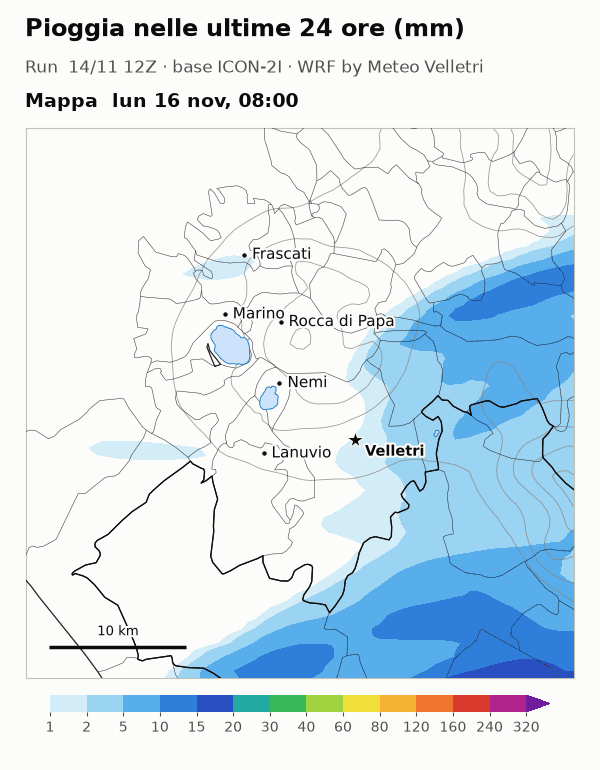 Pioggia nelle ultime 24 ore (mm)
Run  14/11 12Z · base ICON-2I · WRF by Meteo Velletri
Mappa  lun 16 nov, 08:00
Frascati
Marino
Rocca di Papa
Nemi
Velletri
Lanuvio
10 km
1 2 5 10 15 20 30 40 60 80 120 160 240 320